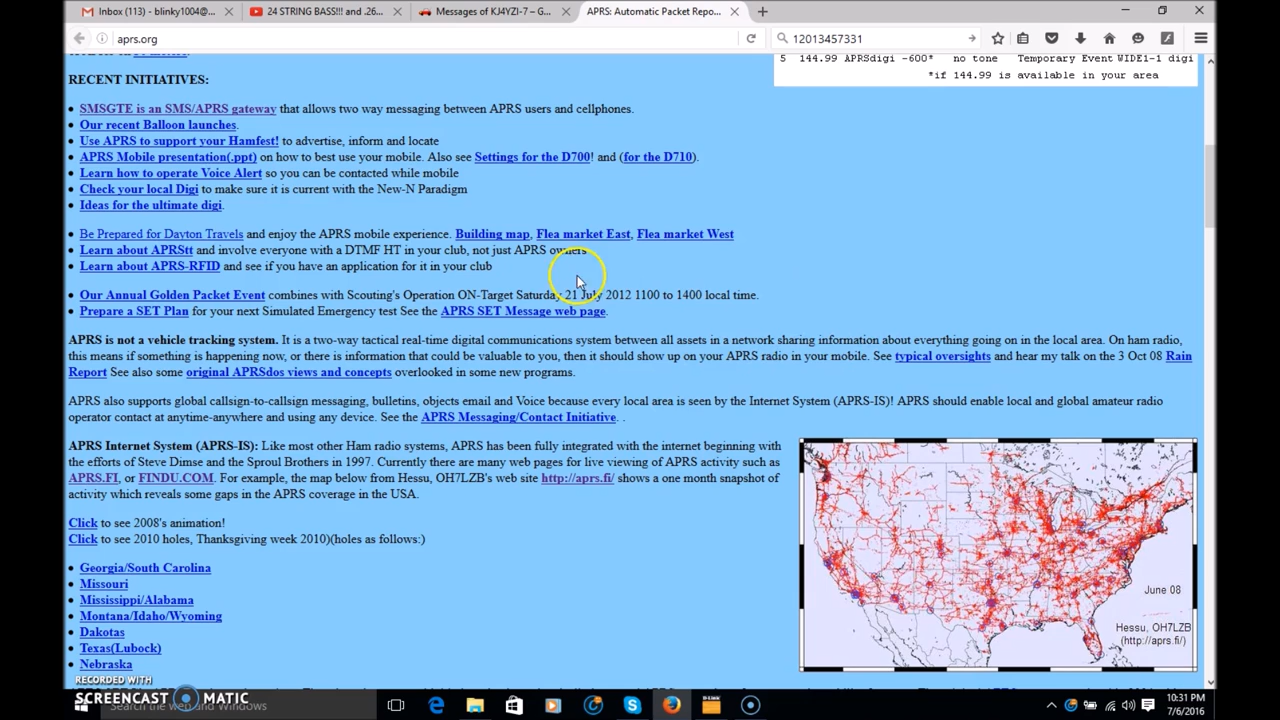 Inbox (113) - blinky1004@...
24 STRING BASS!!! and .26...
Messages of KJ4YZI-7 – G...
APRS: Automatic Packet Repo...
aprs.org
12013457331
5 144.99 APRSdigi -600* no tone Temporary Event WIDE1-1 digi
*if 144.99 is available in your area
RECENT INITIATIVES:
SMSGTE is an SMS/APRS gateway that allows two way messaging between APRS users and cellphones.
Our recent Balloon launches.
Use APRS to support your Hamfest! to advertise, inform and locate
APRS Mobile presentation(.ppt) on how to best use your mobile. Also see Settings for the D700! and (for the D710).
Learn how to operate Voice Alert so you can be contacted while mobile
Check your local Digi to make sure it is current with the New-N Paradigm
Ideas for the ultimate digi.
Be Prepared for Dayton Travels and enjoy the APRS mobile experience. Building map, Flea market East, Flea market West
Learn about APRStt and involve everyone with a DTMF HT in your club, not just APRS owners
Learn about APRS-RFID and see if you have an application for it in your club
Our Annual Golden Packet Event combines with Scouting's Operation ON-Target Saturday 21 July 2012 1100 to 1400 local time.
Prepare a SET Plan for your next Simulated Emergency test See the APRS SET Message web page.
APRS is not a vehicle tracking system. It is a two-way tactical real-time digital communications system between all assets in a network sharing information about everything going on in the local area. On ham radio,
this means if something is happening now, or there is information that could be valuable to you, then it should show up on your APRS radio in your mobile. See typical oversights and hear my talk on the 3 Oct 08 Rain
Report See also some original APRSdos views and concepts overlooked in some new programs.
APRS also supports global callsign-to-callsign messaging, bulletins, objects email and Voice because every local area is seen by the Internet System (APRS-IS)! APRS should enable local and global amateur radio
operator contact at anytime-anywhere and using any device. See the APRS Messaging/Contact Initiative. .
APRS Internet System (APRS-IS): Like most other Ham radio systems, APRS has been fully integrated with the internet beginning with
the efforts of Steve Dimse and the Sproul Brothers in 1997. Currently there are many web pages for live viewing of APRS activity such as
APRS.FI, or FINDU.COM. For example, the map below from Hessu, OH7LZB's web site http://aprs.fi/ shows a one month snapshot of
activity which reveals some gaps in the APRS coverage in the USA.
Click to see 2008's animation!
Click to see 2010 holes, Thanksgiving week 2010)(holes as follows:)
Georgia/South Carolina
Missouri
Mississippi/Alabama
Montana/Idaho/Wyoming
Dakotas
Texas(Lubock)
Nebraska
June 08
Hessu, OH7LZB
(http://aprs.fi/)
RECORDED WITH
SCREENCAST MATIC
Search the web and Windows
10:31 PM
7/6/2016